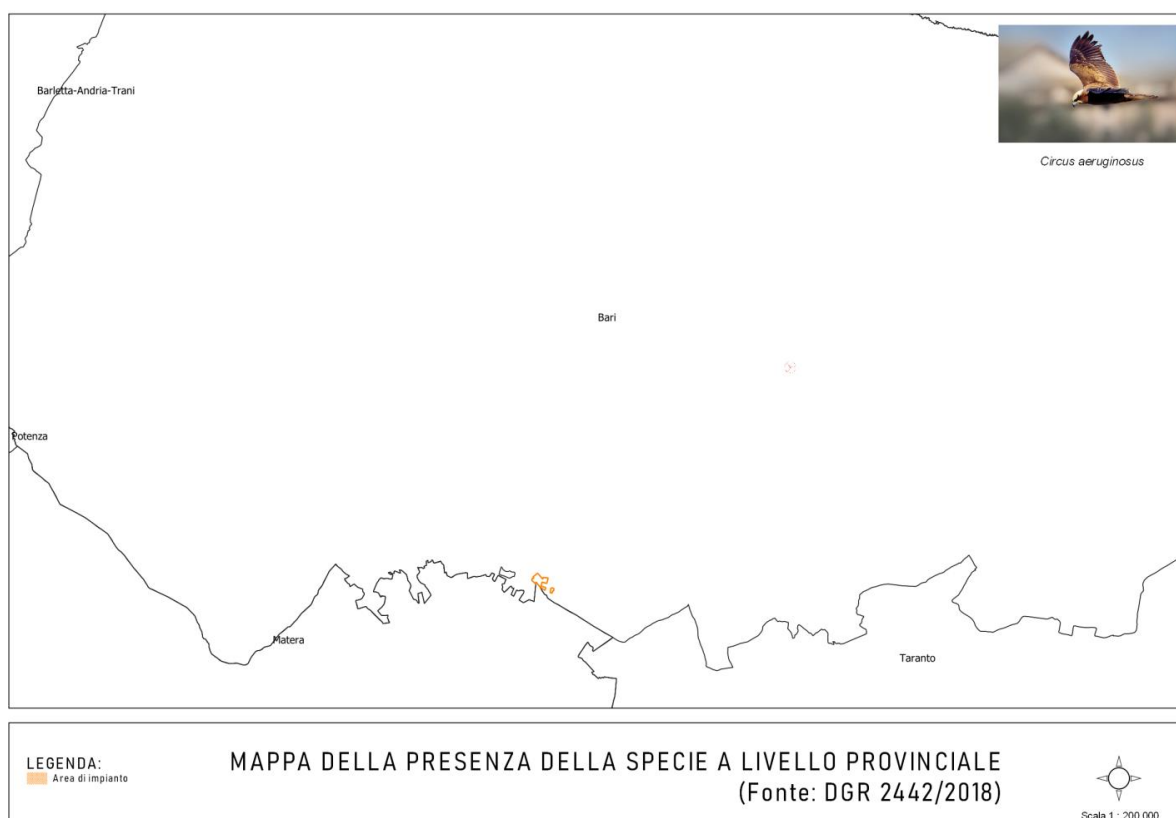 Barletta-Andria-Trani
Circus aeruginosus
Bari
Potenza
Matera
Taranto
LEGENDA:
Area di impianto
MAPPA DELLA PRESENZA DELLA SPECIE A LIVELLO PROVINCIALE
(Fonte: DGR 2442/2018)
Scala 1 : 200.000